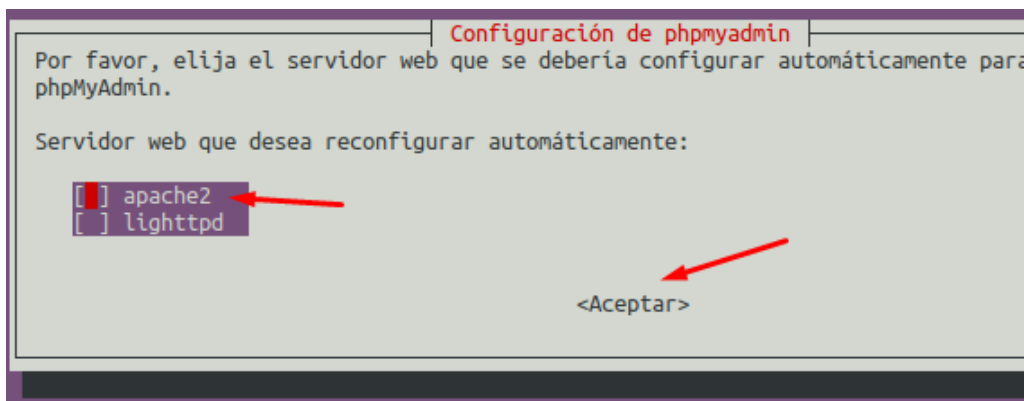 Configuración de phpmyadmin
Por favor, elija el servidor web que se debería configurar automáticamente para
phpMyAdmin.
Servidor web que desea reconfigurar automáticamente:
[ ] apache2
[ ] lighttpd
<Aceptar>